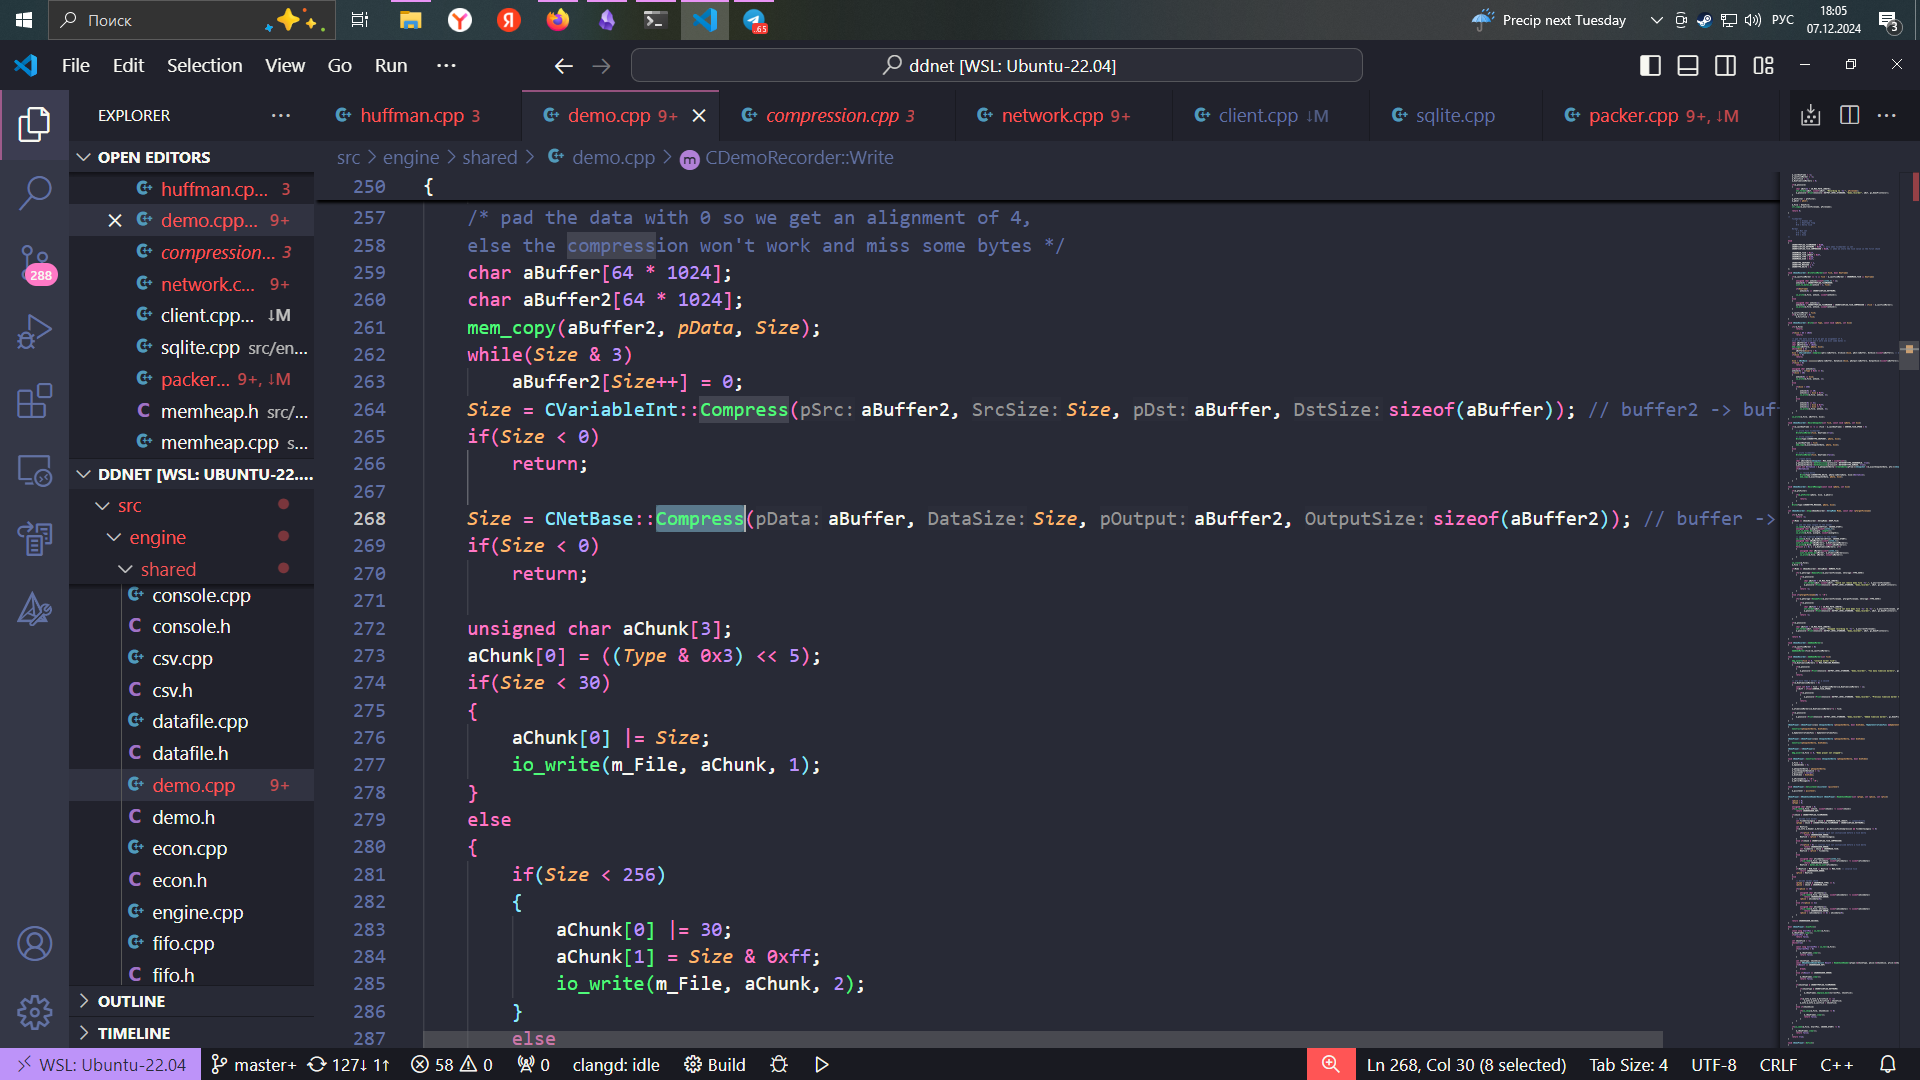 Поиск
.65
Precip next Tuesday
РУС
18:05
07.12.2024
3
File Edit Selection View Go Run ···
ddnet [WSL: Ubuntu-22.04]
EXPLORER ···
huffman.cpp 3
demo.cpp 9+
compression.cpp 3
network.cpp 9+
client.cpp ↓M
sqlite.cpp
packer.cpp 9+, ↓M
OPEN EDITORS
huffman.cp... 3
demo.cpp... 9+
compression... 3
network.c... 9+
client.cpp... ↓M
sqlite.cpp src/en...
packer... 9+, ↓M
memheap.h src/...
memheap.cpp s...
288
DDNET [WSL: UBUNTU-22....
src
engine
shared
console.cpp
console.h
csv.cpp
csv.h
datafile.cpp
datafile.h
demo.cpp 9+
demo.h
econ.cpp
econ.h
engine.cpp
fifo.cpp
fifo.h
OUTLINE
TIMELINE
src > engine > shared > demo.cpp > m CDemoRecorder::Write
250 {
257 /* pad the data with 0 so we get an alignment of 4,
258 else the compression won't work and miss some bytes */
259 char aBuffer[64 * 1024];
260 char aBuffer2[64 * 1024];
261 mem_copy(aBuffer2, pData, Size);
262 while(Size & 3)
263 aBuffer2[Size++] = 0;
264 Size = CVariableInt::Compress(pSrc: aBuffer2, SrcSize: Size, pDst: aBuffer, DstSize: sizeof(aBuffer)); // buffer2 -> buf
265 if(Size < 0)
266 return;
267
268 Size = CNetBase::Compress(pData: aBuffer, DataSize: Size, pOutput: aBuffer2, OutputSize: sizeof(aBuffer2)); // buffer ->
269 if(Size < 0)
270 return;
271
272 unsigned char aChunk[3];
273 aChunk[0] = ((Type & 0x3) << 5);
274 if(Size < 30)
275 {
276 aChunk[0] |= Size;
277 io_write(m_File, aChunk, 1);
278 }
279 else
280 {
281 if(Size < 256)
282 {
283 aChunk[0] |= 30;
284 aChunk[1] = Size & 0xff;
285 io_write(m_File, aChunk, 2);
286 }
287 else
WSL: Ubuntu-22.04 master+ 127↓ 1↑ 58 0 0 clangd: idle Build
Ln 268, Col 30 (8 selected) Tab Size: 4 UTF-8 CRLF C++